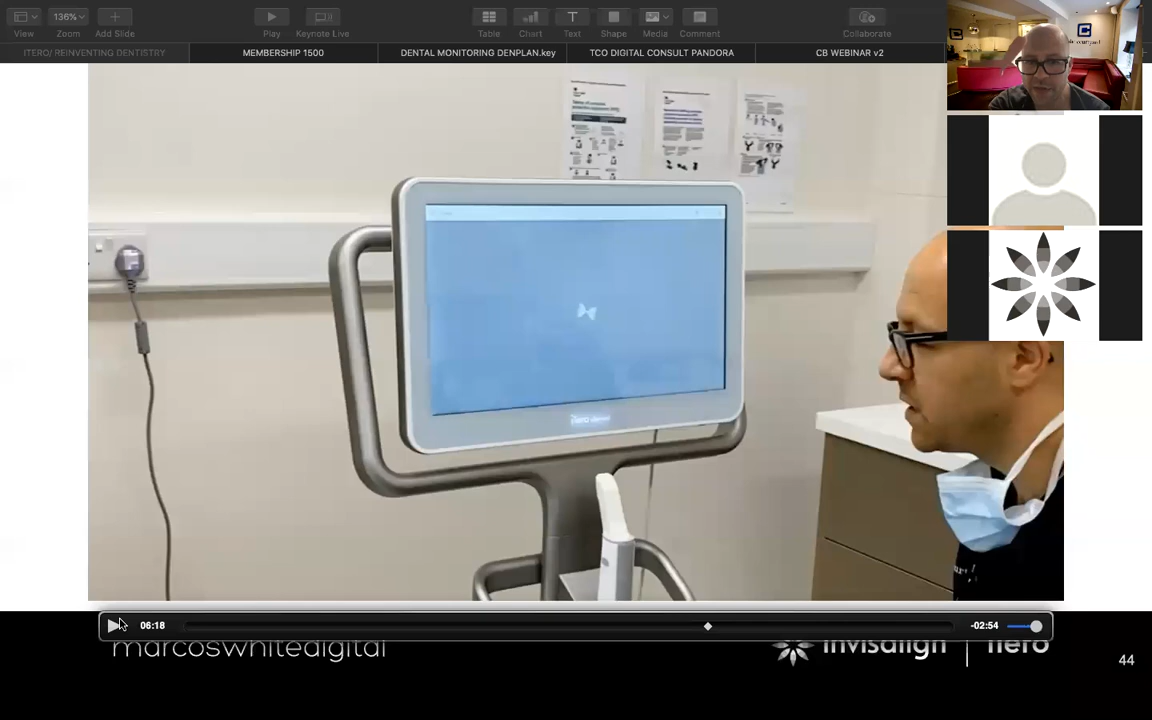 136%
View
Zoom
Add Slide
Play
Keynote Live
Table
Chart
Text
Shape
Media
Comment
Collaborate
ITERO/ REINVENTING DENTISTRY
MEMBERSHIP 1500
DENTAL MONITORING DENPLAN.key
TCO DIGITAL CONSULT PANDORA
CB WEBINAR v2
06:18
-02:54
marcoswhitedigital
invisalign
iTero
44